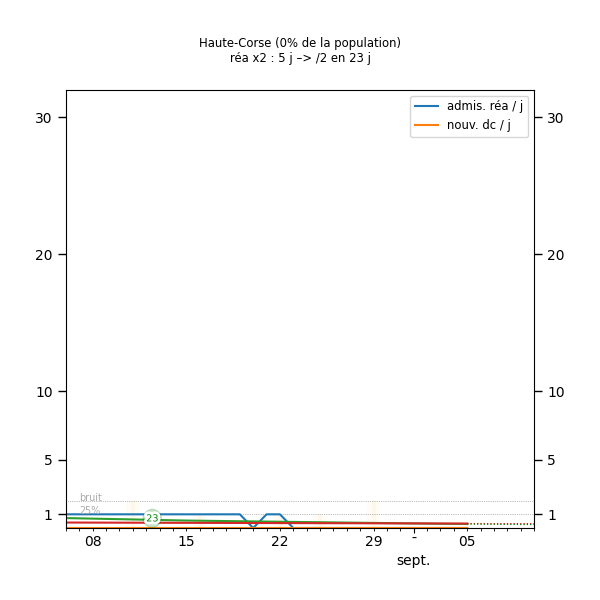 Haute-Corse (0% de la population)
réa x2 : 5 j –> /2 en 23 j
admis. réa / j
nouv. dc / j
30 30
20 20
10 10
5 5
bruit
25%
1 1
23
08 15 22 29 - 05
sept.